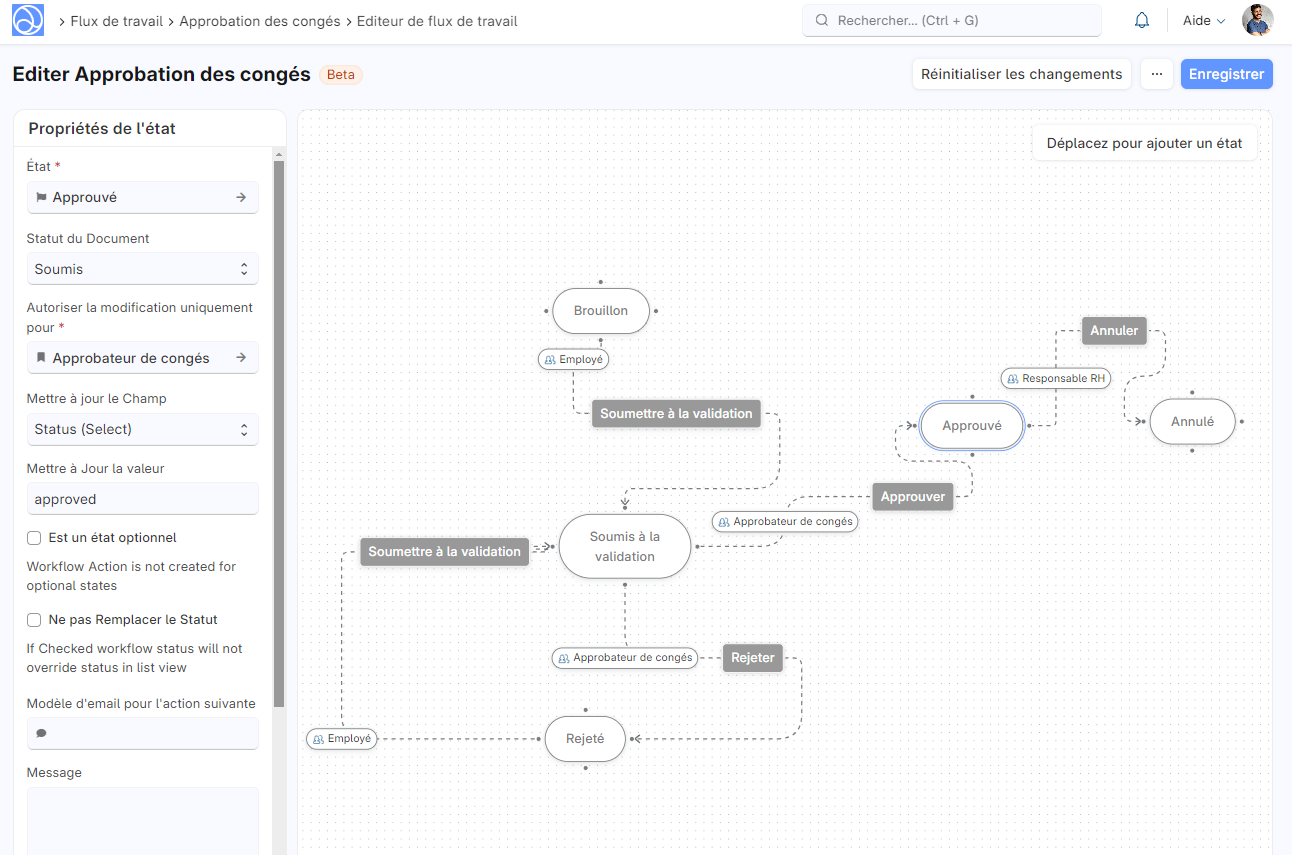 Flux de travail > Approbation des congés > Editeur de flux de travail
Rechercher... (Ctrl + G)
Aide
Editer Approbation des congés
Beta
Réinitialiser les changements
...
Enregistrer
Propriétés de l'état
État *
Approuvé
Statut du Document
Soumis
Autoriser la modification uniquement
pour *
Approbateur de congés
Mettre à jour le Champ
Status (Select)
Mettre à Jour la valeur
approved
Est un état optionnel
Workflow Action is not created for
optional states
Ne pas Remplacer le Statut
If Checked workflow status will not
override status in list view
Modèle d'email pour l'action suivante
Message
Déplacez pour ajouter un état
Brouillon
Employé
Soumettre à la validation
Annuler
Responsable RH
Approuvé
Annulé
Approuver
Approbateur de congés
Soumettre à la validation
Soumis à la
validation
Approbateur de congés
Rejeter
Employé
Rejeté